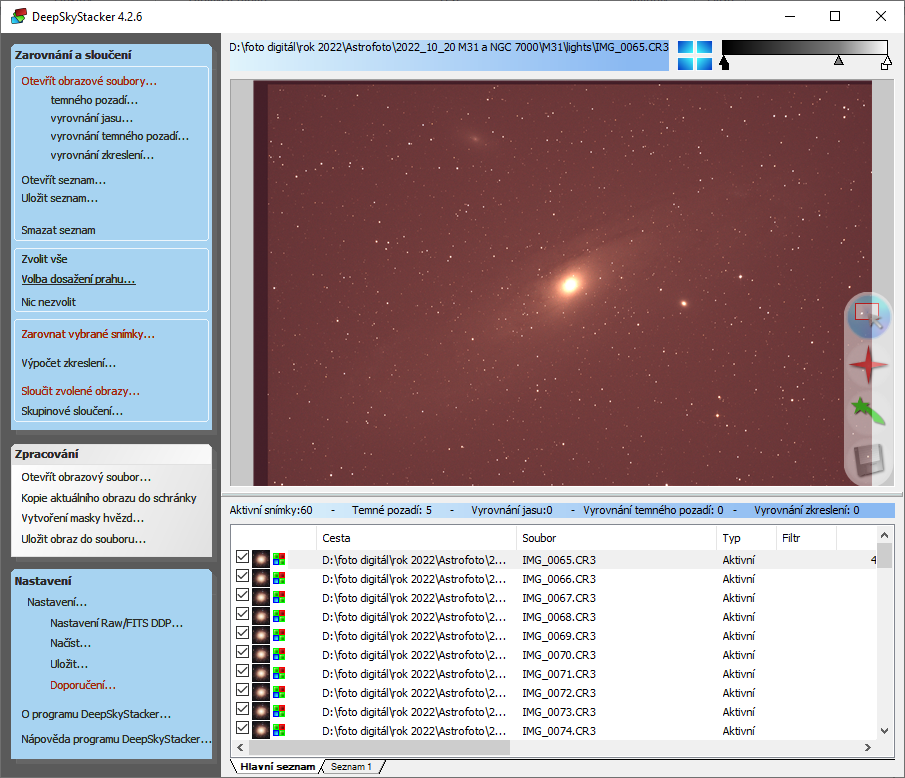 DeepSkyStacker 4.2.6
Zarovnání a sloučení
Otevřít obrazové soubory...
temného pozadí...
vyrovnání jasu...
vyrovnání temného pozadí...
vyrovnání zkreslení...
Otevřít seznam...
Uložit seznam...
Smazat seznam
Zvolit vše
Volba dosažení prahu...
Nic nezvolit
Zarovnat vybrané snímky...
Výpočet zkreslení...
Sloučit zvolené obrazy...
Skupinové sloučení...
Zpracování
Otevřít obrazový soubor...
Kopie aktuálního obrazu do schránky
Vytvoření masky hvězd...
Uložit obraz do souboru...
Nastavení
Nastavení...
Nastavení Raw/FITS DDP...
Načíst...
Uložit...
Doporučení...
O programu DeepSkyStacker...
Nápověda programu DeepSkyStacker...
D:\foto digitál\rok 2022\Astrofoto\2022_10_20 M31 a NGC 7000\M31\lights\IMG_0065.CR3
Aktivní snímky:60 - Temné pozadí: 5 - Vyrovnání jasu:0 - Vyrovnání temného pozadí: 0 - Vyrovnání zkreslení: 0
Cesta Soubor Typ Filtr
D:\foto digitál\rok 2022\Astrofoto\2... IMG_0065.CR3 Aktivní 4
D:\foto digitál\rok 2022\Astrofoto\2... IMG_0066.CR3 Aktivní
D:\foto digitál\rok 2022\Astrofoto\2... IMG_0067.CR3 Aktivní
D:\foto digitál\rok 2022\Astrofoto\2... IMG_0068.CR3 Aktivní
D:\foto digitál\rok 2022\Astrofoto\2... IMG_0069.CR3 Aktivní
D:\foto digitál\rok 2022\Astrofoto\2... IMG_0070.CR3 Aktivní
D:\foto digitál\rok 2022\Astrofoto\2... IMG_0071.CR3 Aktivní
D:\foto digitál\rok 2022\Astrofoto\2... IMG_0072.CR3 Aktivní
D:\foto digitál\rok 2022\Astrofoto\2... IMG_0073.CR3 Aktivní
D:\foto digitál\rok 2022\Astrofoto\2... IMG_0074.CR3 Aktivní
Hlavní seznam Seznam 1